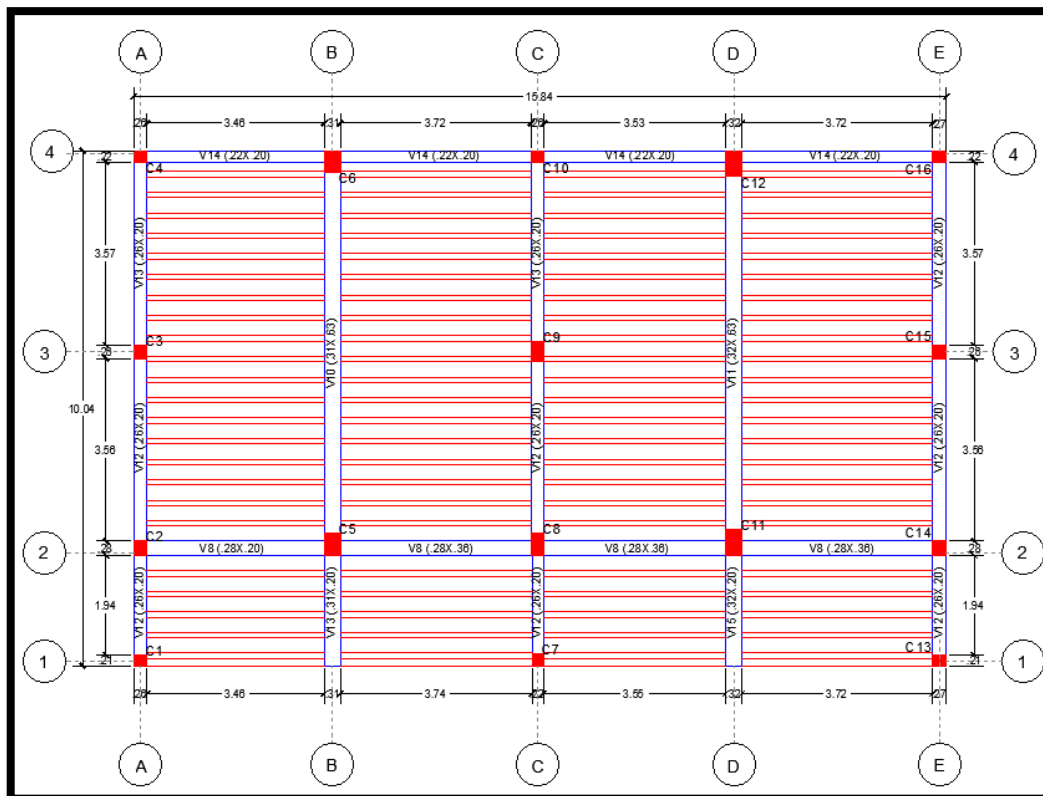 A B C D E
15.84
26 3.46 31 3.72 26 3.53 32 3.72 27
4 22 V14 (.22X.20) V14 (.22X.20) V14 (.22X.20) V14 (.22X.20) 22 4
C4 C6 C10 C12 C16
3.57 V13 (.26X.20) V13 (.26X.20) V12 (.26X.20) 3.57
V10 (.31X.63) V11 (.32X.63)
3 28 C3 C9 C15 28 3
10.04
3.56 V12 (.26X.20) V12 (.26X.20) V12 (.26X.20) 3.56
C2 C5 C8 C11 C14
2 28 V8 (.28X.20) V8 (.28X.36) V8 (.28X.36) V8 (.28X.36) 28 2
1.94 V12 (.26X.20) V13 (.31X.20) V12 (.26X.20) V15 (.32X.20) V12 (.26X.20) 1.94
C1 C7 C13
1 21 21 1
26 3.46 31 3.74 22 3.55 32 3.72 27
A B C D E